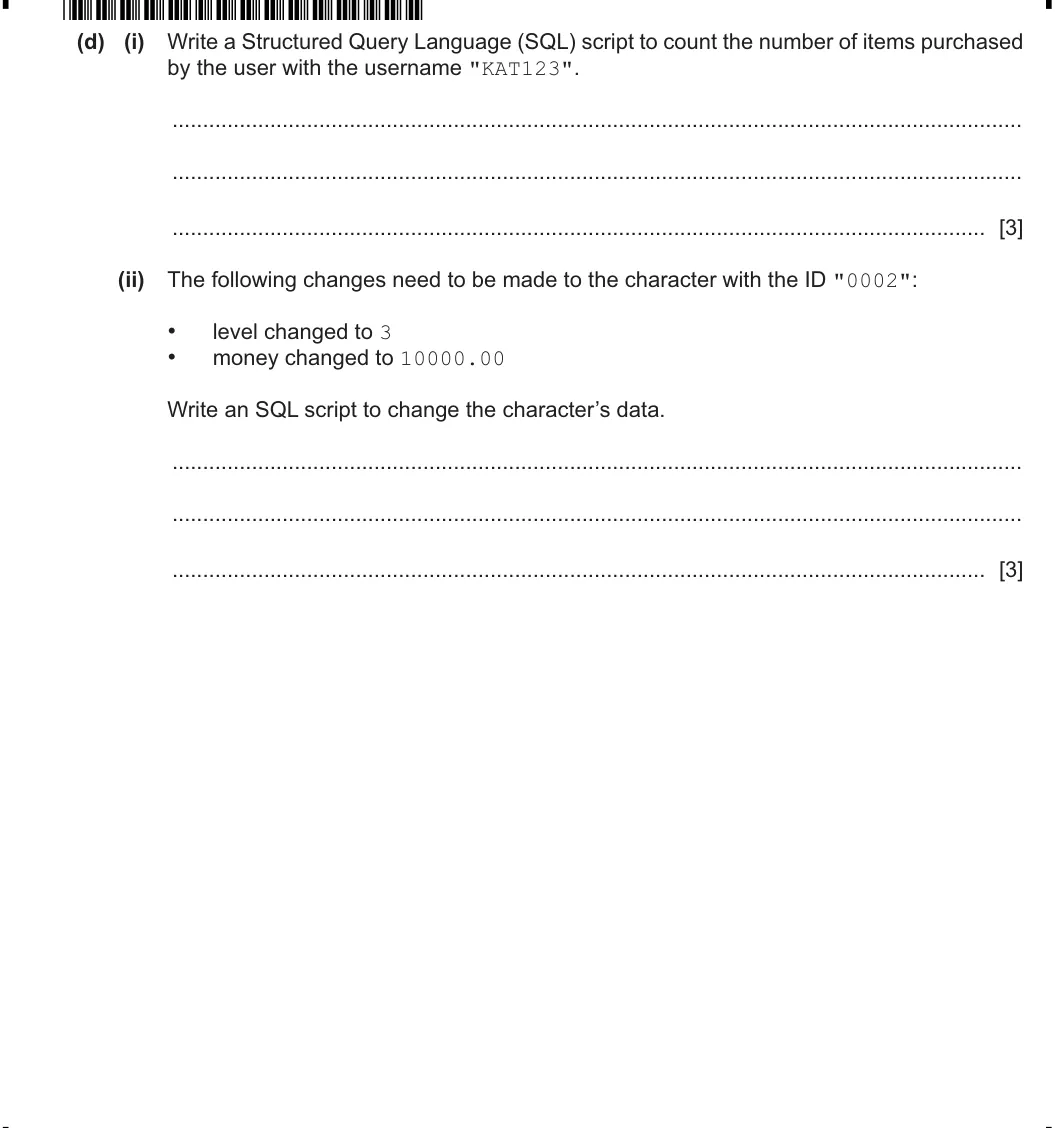 (d) (i) Write a Structured Query Language (SQL) script to count the number of items purchased
by the user with the username "KAT123".
..............................................................................................................................................
..............................................................................................................................................
........................................................................................................................................ [3]
(ii) The following changes need to be made to the character with the ID "0002":
• level changed to 3
• money changed to 10000.00
Write an SQL script to change the character’s data.
..............................................................................................................................................
..............................................................................................................................................
........................................................................................................................................ [3]